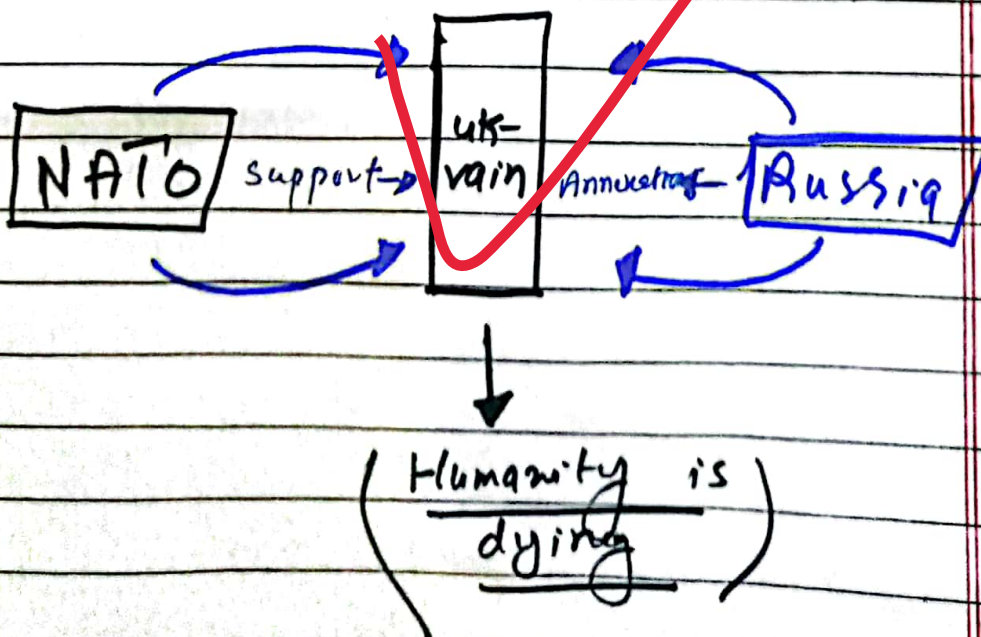 uk-
NATO support→ vain Russia
Humanity is
dying